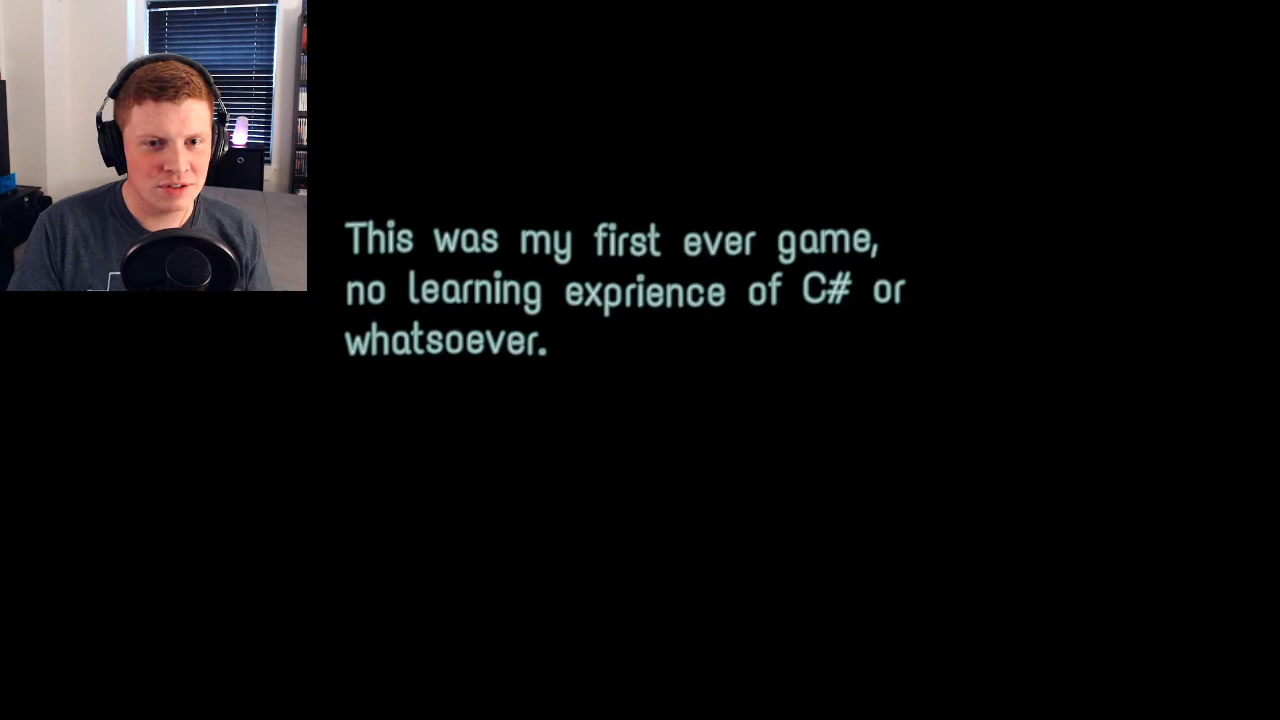 This was my first ever game,
no learning exprience of C# or
whatsoever.